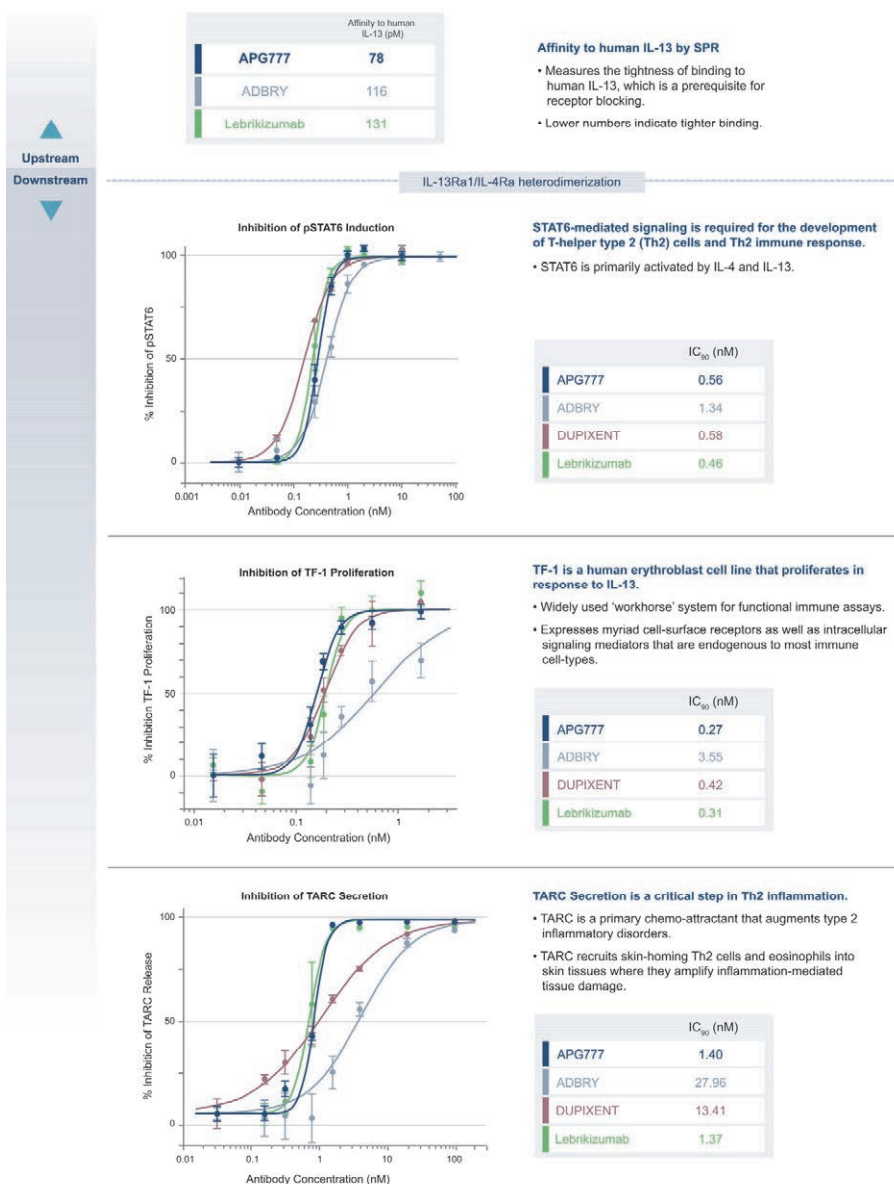 Affinity to human
IL-13 (pM)
APG777 78
ADBRY 116
Lebrikizumab 131
Affinity to human IL-13 by SPR
• Measures the tightness of binding to
human IL-13, which is a prerequisite for
receptor blocking.
• Lower numbers indicate tighter binding.
Upstream
Downstream
IL-13Ra1/IL-4Ra heterodimerization
Inhibition of pSTAT6 Induction
% Inhibition of pSTAT6
100
50
0
0.001 0.01 0.1 1 10 100
Antibody Concentration (nM)
STAT6-mediated signaling is required for the development
of T-helper type 2 (Th2) cells and Th2 immune response.
• STAT6 is primarily activated by IL-4 and IL-13.
IC90 (nM)
APG777 0.56
ADBRY 1.34
DUPIXENT 0.58
Lebrikizumab 0.46
Inhibition of TF-1 Proliferation
% Inhibition TF-1 Proliferation
100
50
0
0.01 0.1 1
Antibody Concentration (nM)
TF-1 is a human erythroblast cell line that proliferates in
response to IL-13.
• Widely used ‘workhorse’ system for functional immune assays.
• Expresses myriad cell-surface receptors as well as intracellular
signaling mediators that are endogenous to most immune
cell-types.
IC90 (nM)
APG777 0.27
ADBRY 3.55
DUPIXENT 0.42
Lebrikizumab 0.31
Inhibition of TARC Secretion
% Inhibition of TARC Release
100
50
0
0.01 0.1 1 10 100
Antibody Concentration (nM)
TARC Secretion is a critical step in Th2 inflammation.
• TARC is a primary chemo-attractant that augments type 2
inflammatory disorders.
• TARC recruits skin-homing Th2 cells and eosinophils into
skin tissues where they amplify inflammation-mediated
tissue damage.
IC90 (nM)
APG777 1.40
ADBRY 27.96
DUPIXENT 13.41
Lebrikizumab 1.37